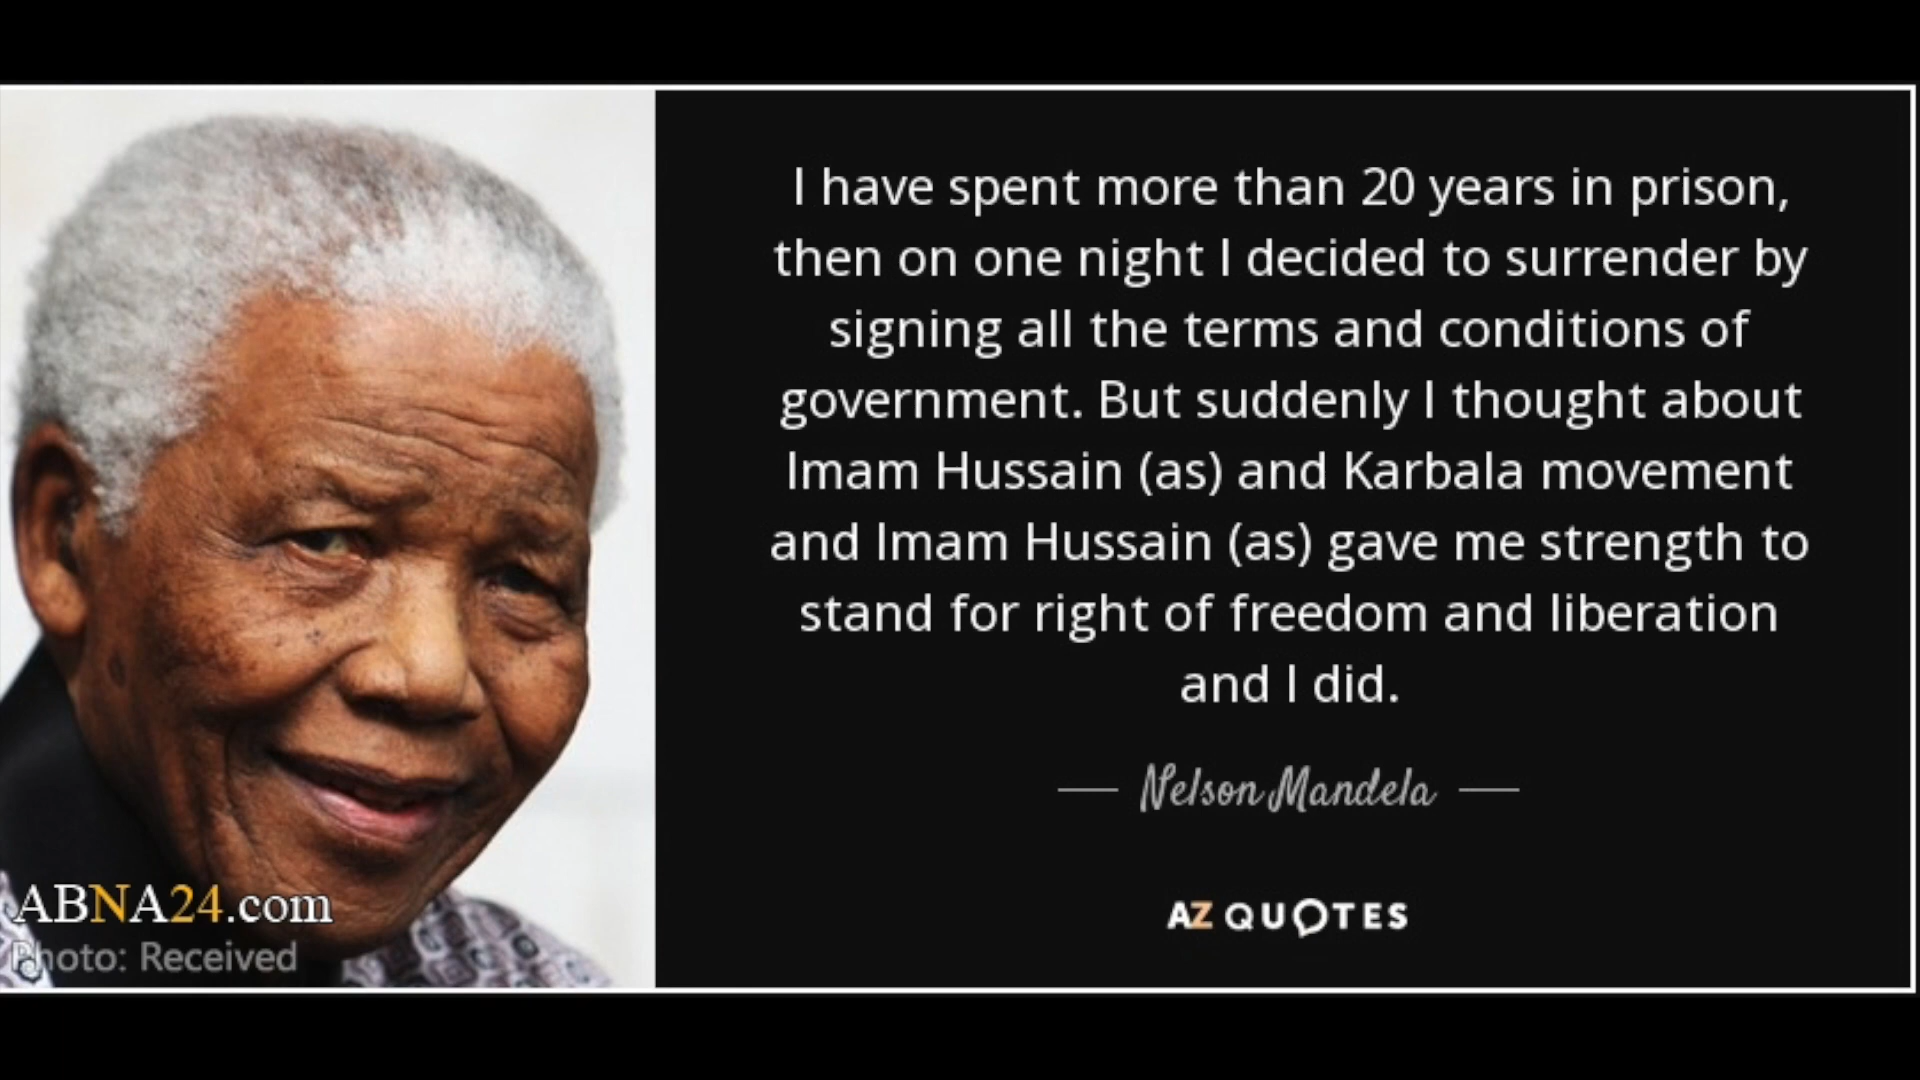 I have spent more than 20 years in prison,
then on one night I decided to surrender by
signing all the terms and conditions of
government. But suddenly I thought about
Imam Hussain (as) and Karbala movement
and Imam Hussain (as) gave me strength to
stand for right of freedom and liberation
and I did.
Nelson Mandela
AZ QUOTES
ABNA24.com
Photo: Received